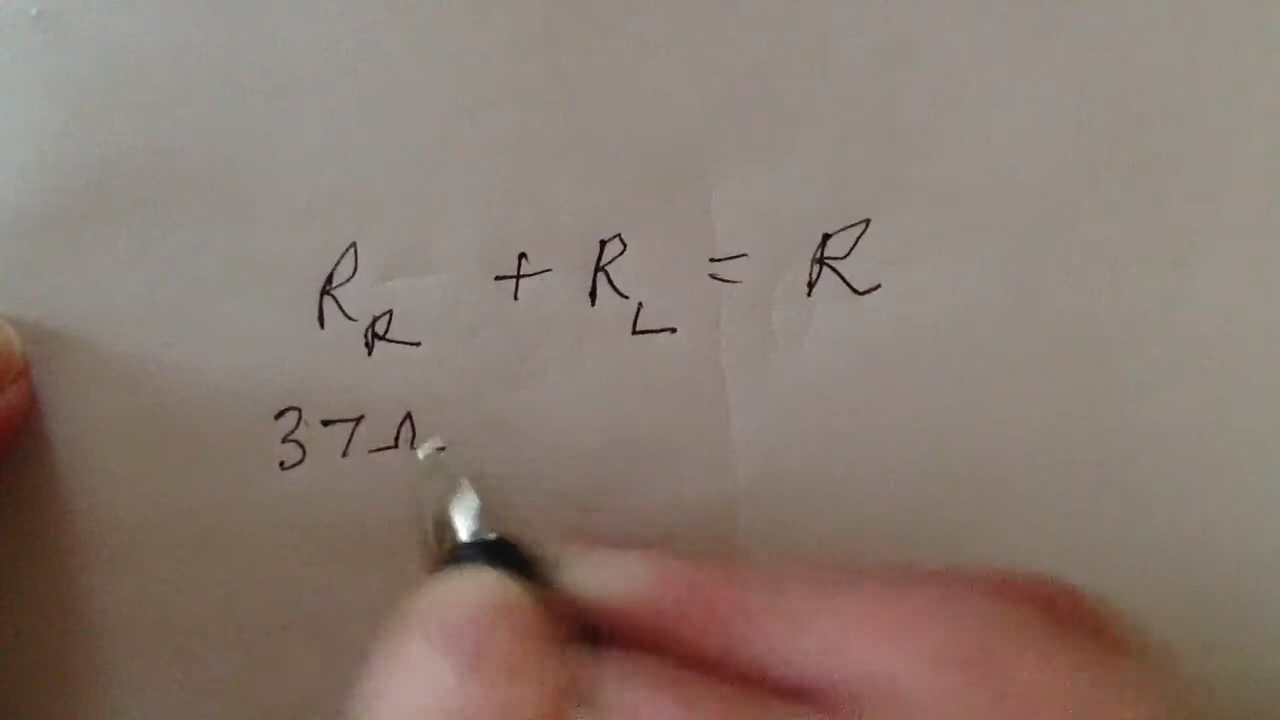 R_R + R_L = R
37Ω